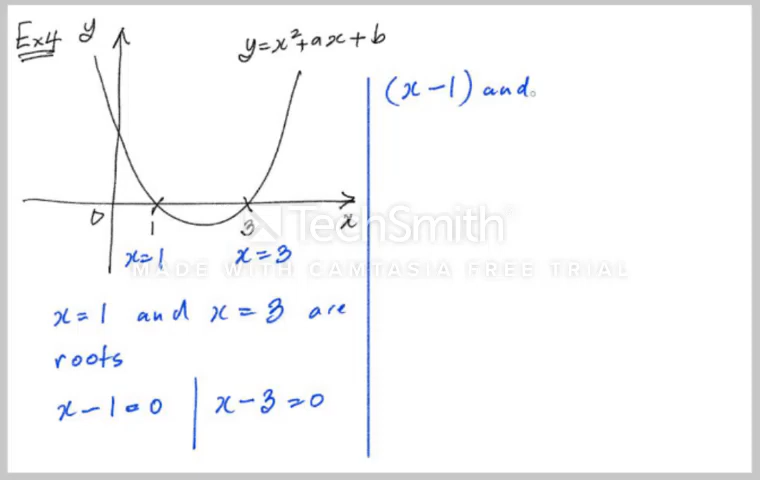 Ex4 y
y=x²+ax+b
0 1 3 x
x=1 x=3
x=1 and x=3 are
roots
x-1=0 | x-3=0
(x-1) and
TechSmith
MADE WITH CAMTASIA FREE TRIAL